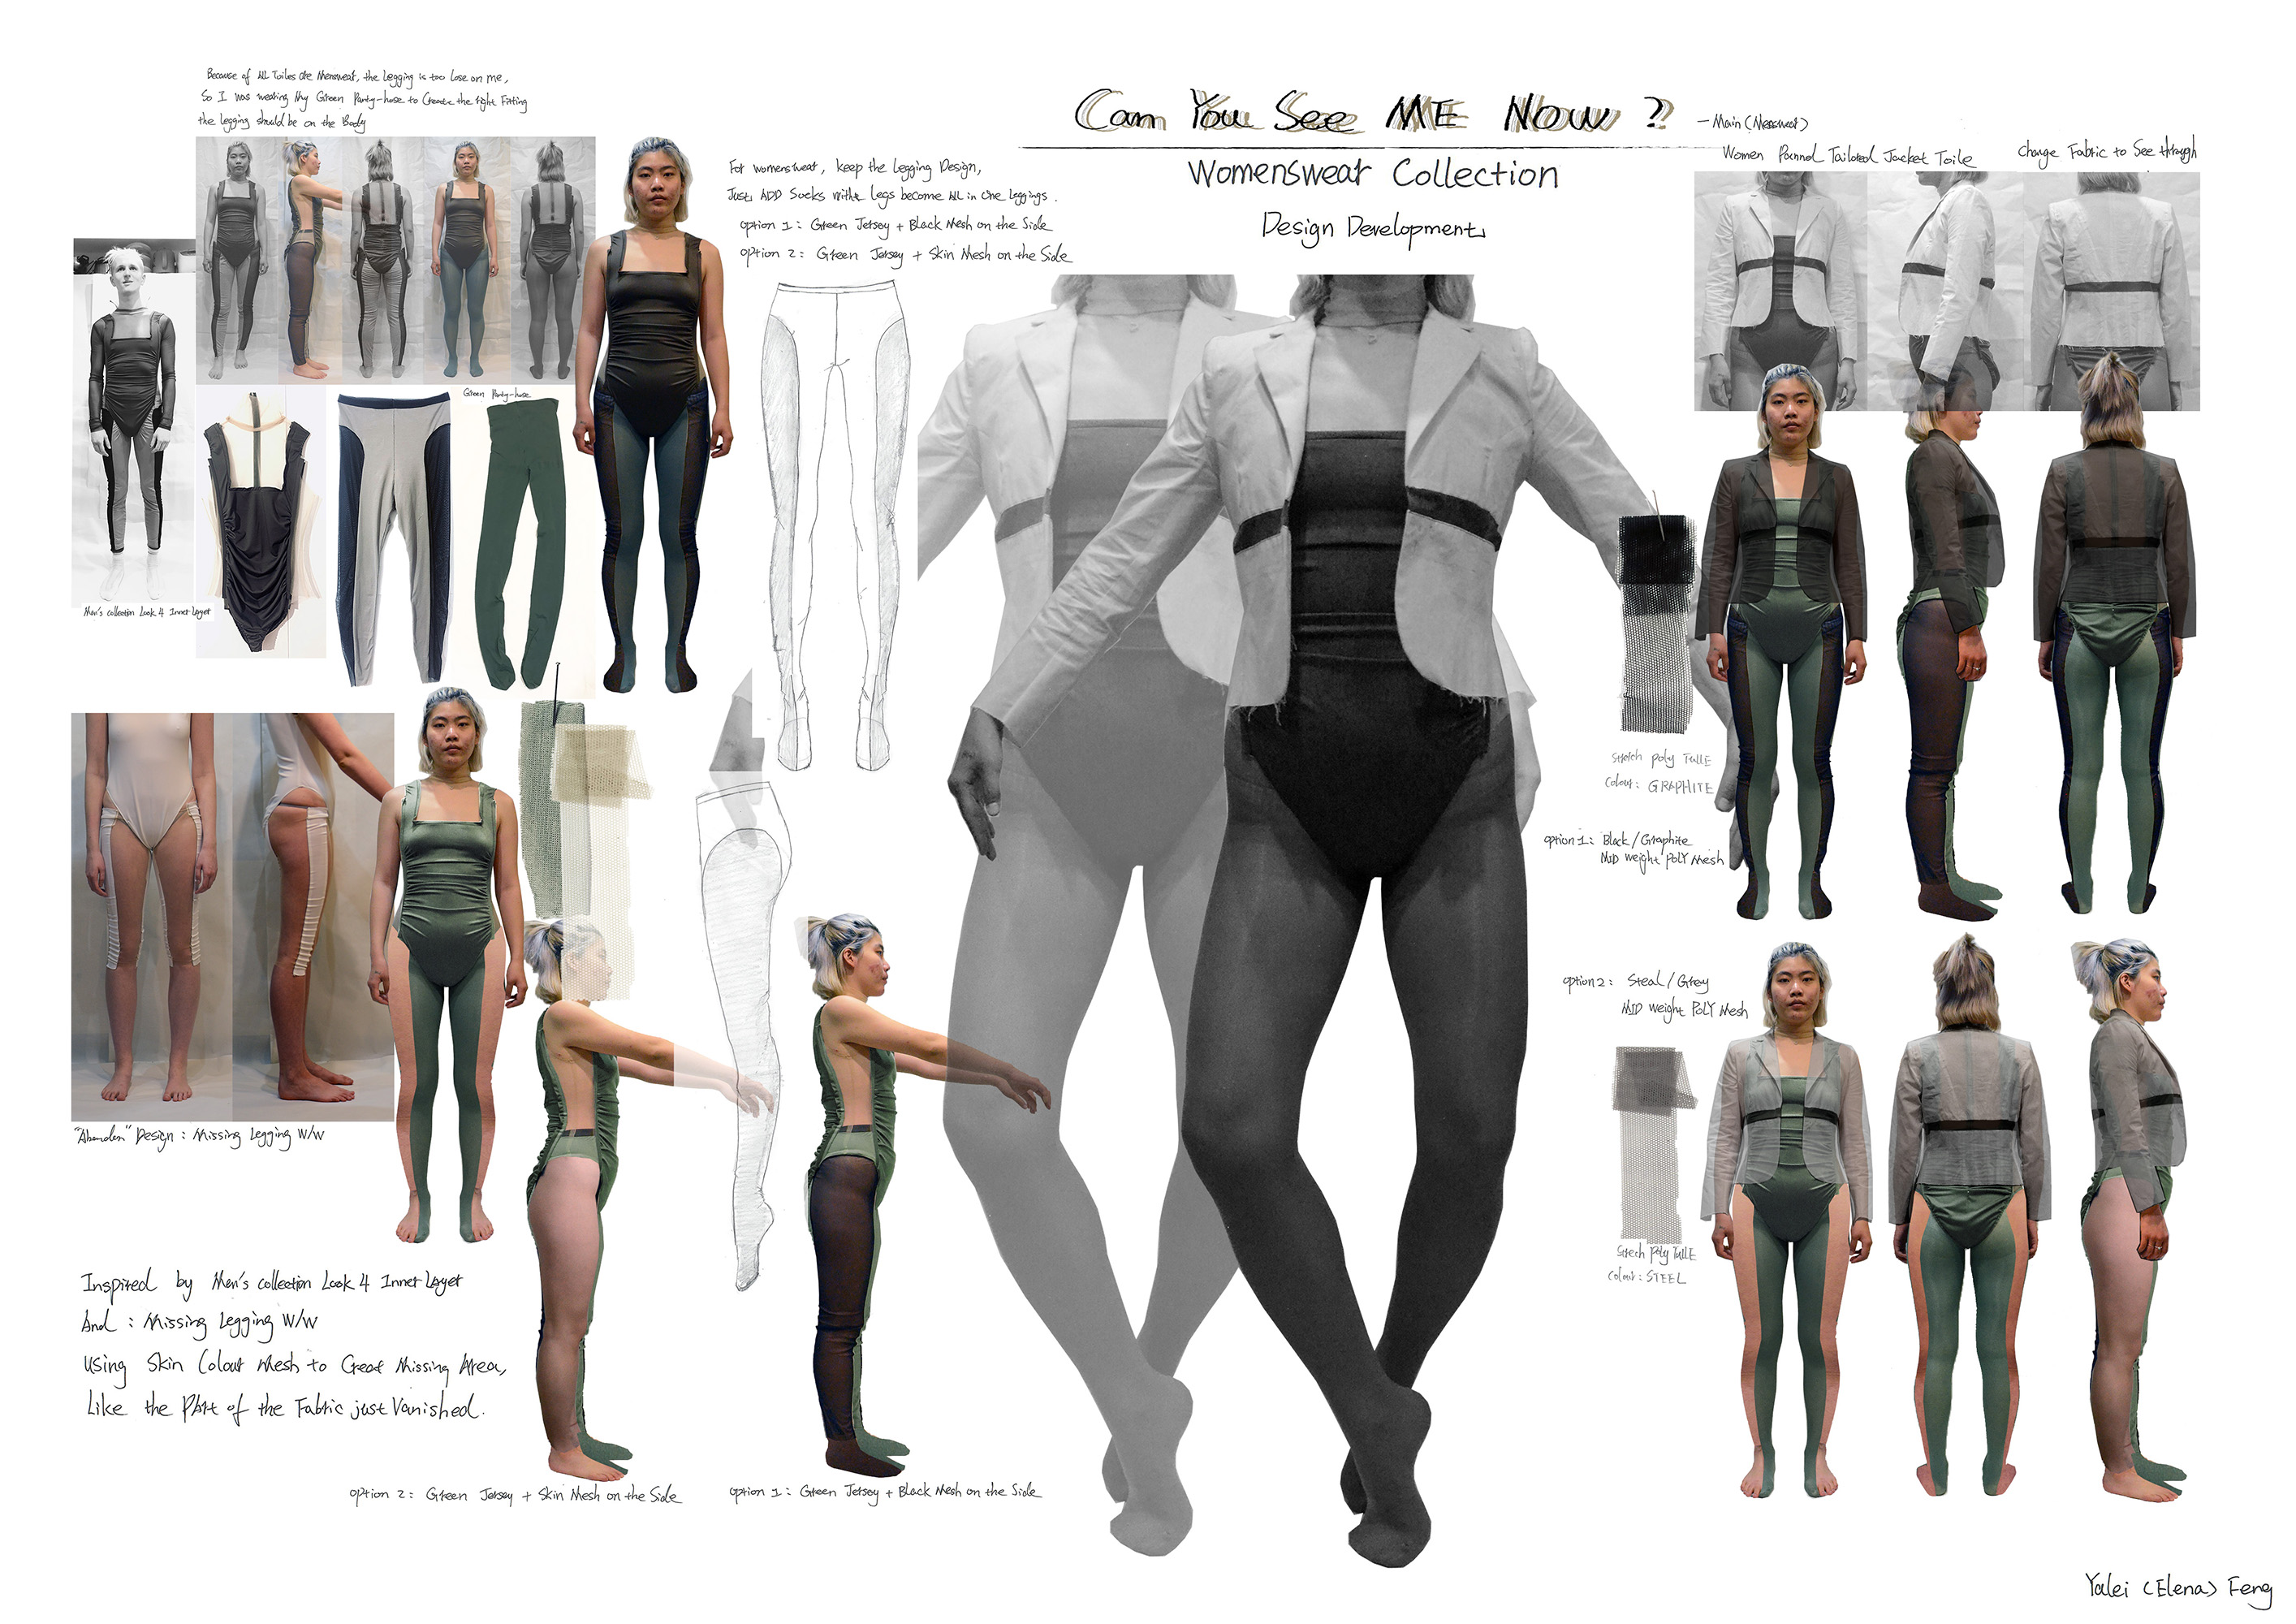 Because of All Toiles are Menswear, the Legging is too Lose on me,
So I was wearing My Green Panty-hose to Create the right Fitting
the legging should be on the Body
Can You See ME NOW ?
- Main (Menswear)
Womenswear Collection
Design Development
Women Pannel Tailored Jacket Toile
Change Fabric to See through
For womenswear, keep the Legging Design,
Just ADD Socks with Legs become All in One Leggings.
option 1: Green Jersey + Black Mesh on the Side
option 2: Green Jersey + Skin Mesh on the Side
Green Panty-hose
Men's collection Look 4 Inner Layer
Stretch poly TULLE
Colour: GRAPHITE
option 1: Black/Graphite
MID weight POLY Mesh
option 2: Steal/Grey
MID weight POLY Mesh
Strech Poly TULLE
Colour: STEEL
"Abandon" Design: Missing Legging W/W
Inspired by Men's collection Look 4 Inner Layer
And : Missing Legging W/W
Using Skin Colour Mesh to Creat Missing Area,
Like the Part of the Fabric just Vanished.
option 2: Green Jersey + Skin Mesh on the Side
option 1: Green Jersey + Black Mesh on the Side
Yalei (Elena) Feng